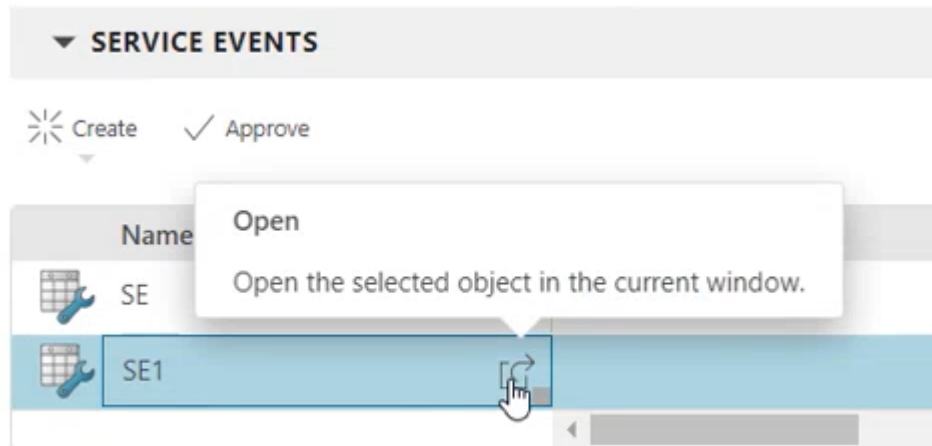 SERVICE EVENTS
Create
Approve
Name
Open
Open the selected object in the current window.
SE
SE1